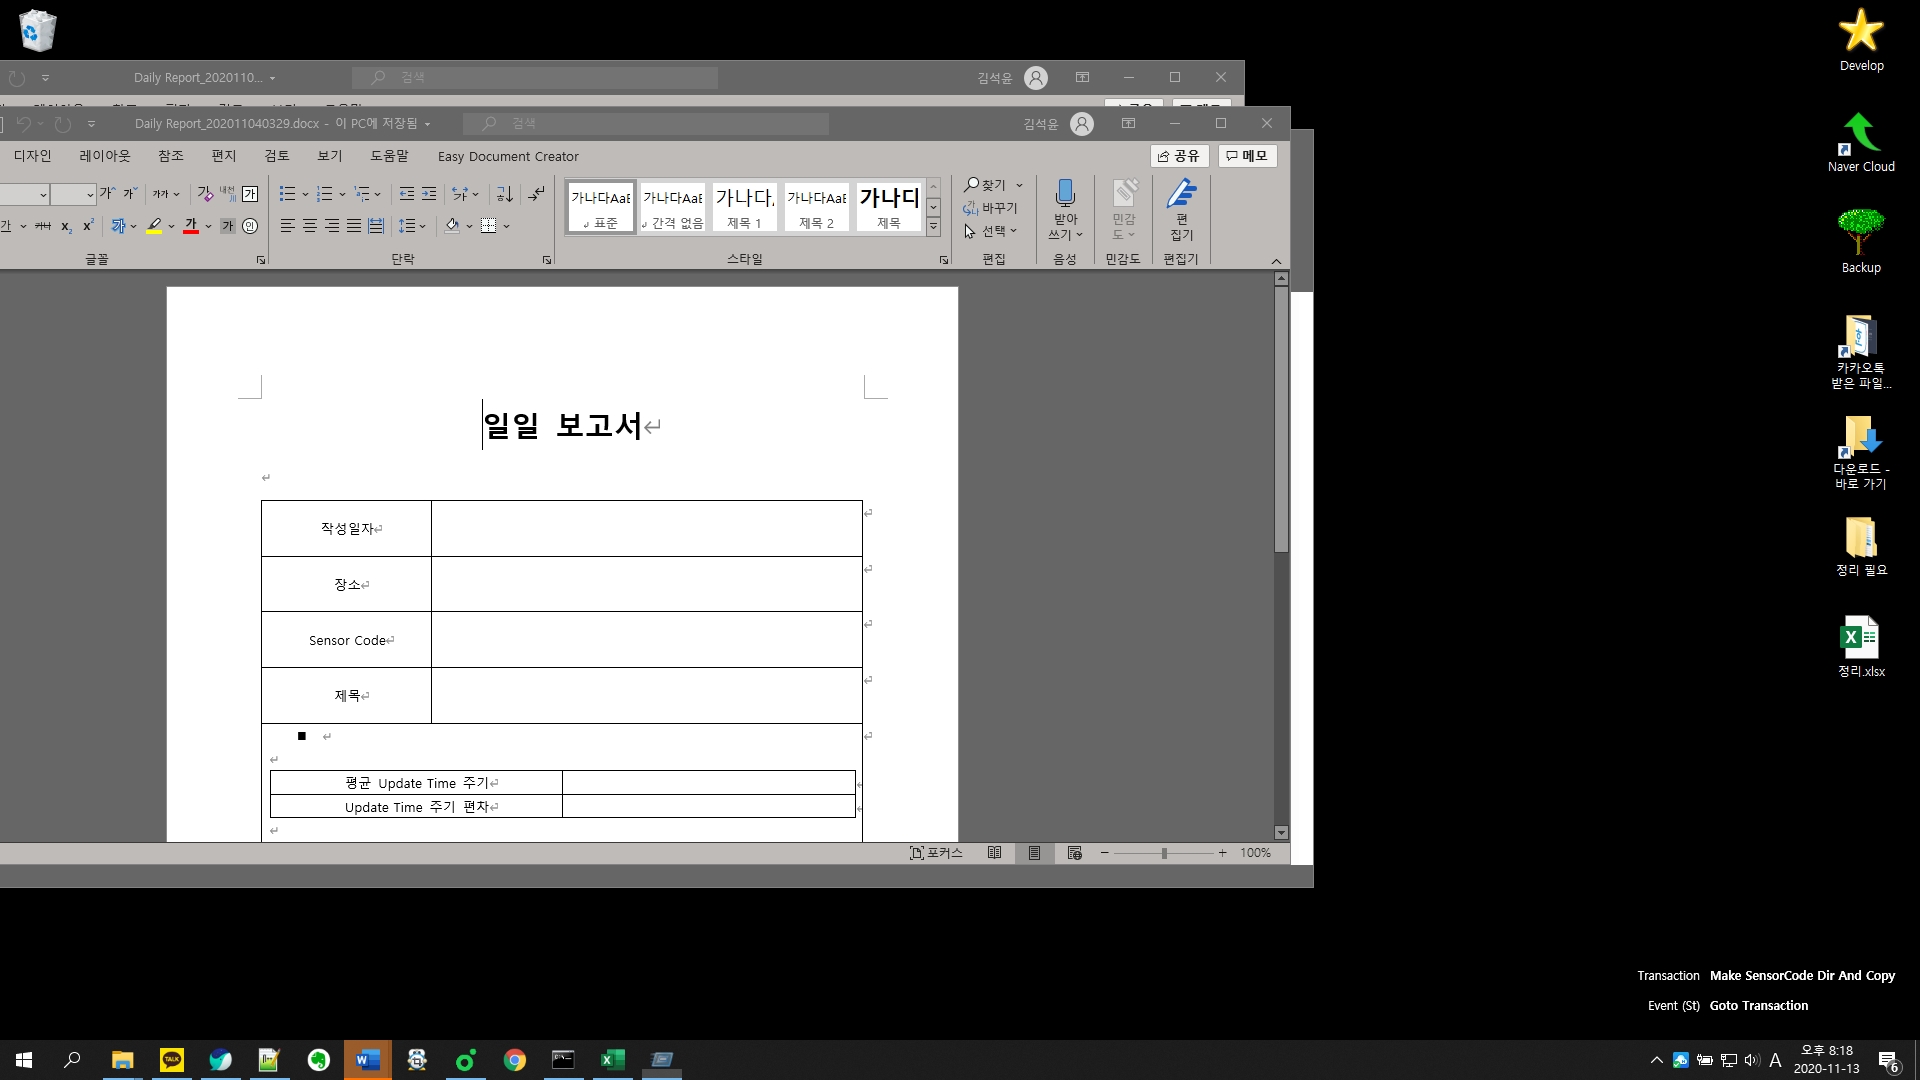 Daily Report_2020110...
검색
김석윤
Daily Report_202011040329.docx - 이 PC에 저장됨
검색
김석윤
디자인 레이아웃 참조 편지 검토 보기 도움말 Easy Document Creator
공유 메모
가나다AaB 가나다AaB 가나다, 가나다AaB 가나다
표준 간격 없음 제목 1 제목 2 제목
찾기
바꾸기
선택
받아
쓰기
민감
도
편
집기
글꼴 단락 스타일 편집 음성 민감도 편집기
일일 보고서
작성일자
장소
Sensor Code
제목
평균 Update Time 주기
Update Time 주기 편차
포커스
100%
Develop
Naver Cloud
Backup
카카오톡
받은 파일...
다운로드 -
바로 가기
정리 필요
정리.xlsx
Transaction Make SensorCode Dir And Copy
Event (St) Goto Transaction
TALK
A
오후 8:18
2020-11-13
6